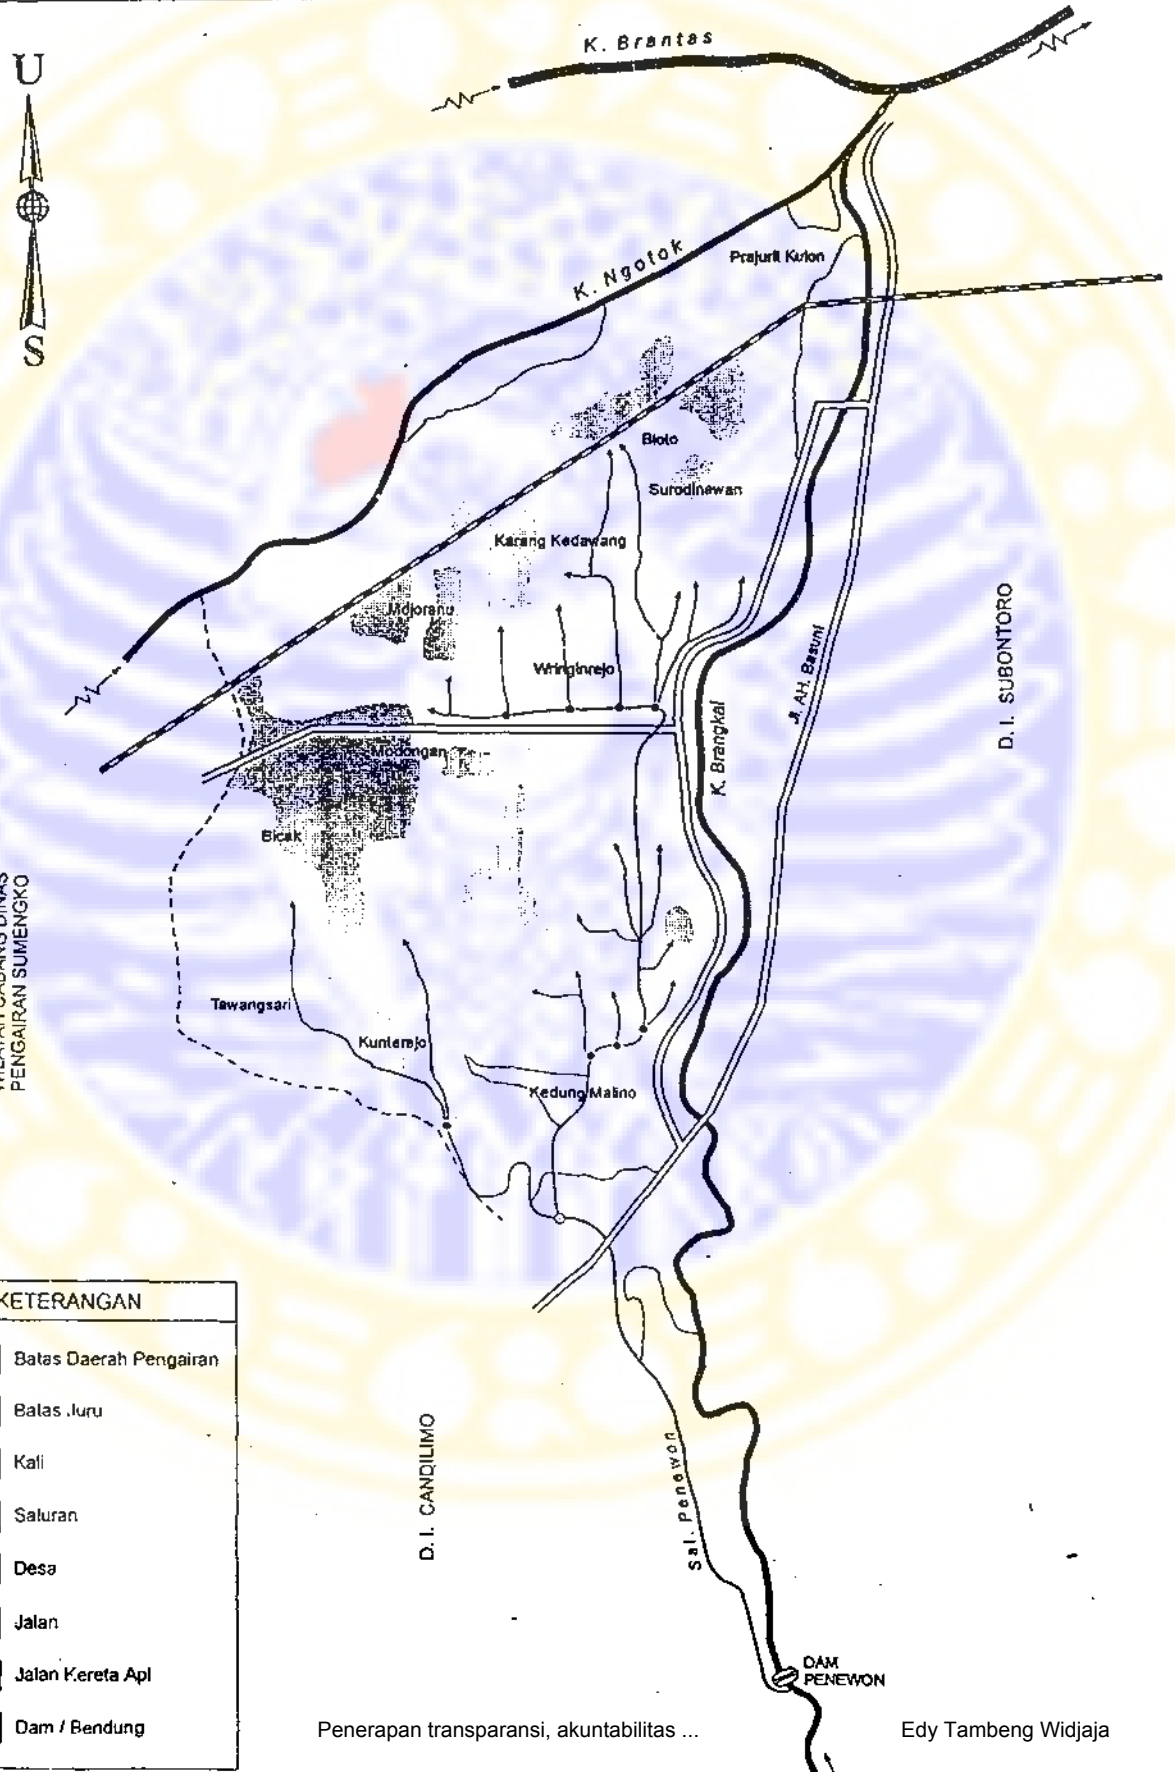 U
S
K. Brantas
K. Ngotok
Prajurit Kulon
Bloto
Surodinawan
Karang Kedawang
Mojoranu
Wringinrejo
Modongan
Bicak
K. Brangkal
Jl. AH. Basuni
D.I. SUBONTORO
PENGAIRAN SUMENGKO
Tawangsari
Kunterejo
Kedung Malino
D.I. CANDILIMO
Sal. Penewon
DAM
PENEWON
KETERANGAN
Batas Daerah Pengairan
Batas Juru
Kali
Saluran
Desa
Jalan
Jalan Kereta Api
Dam / Bendung
Penerapan transparansi, akuntabilitas ...
Edy Tambeng Widjaja